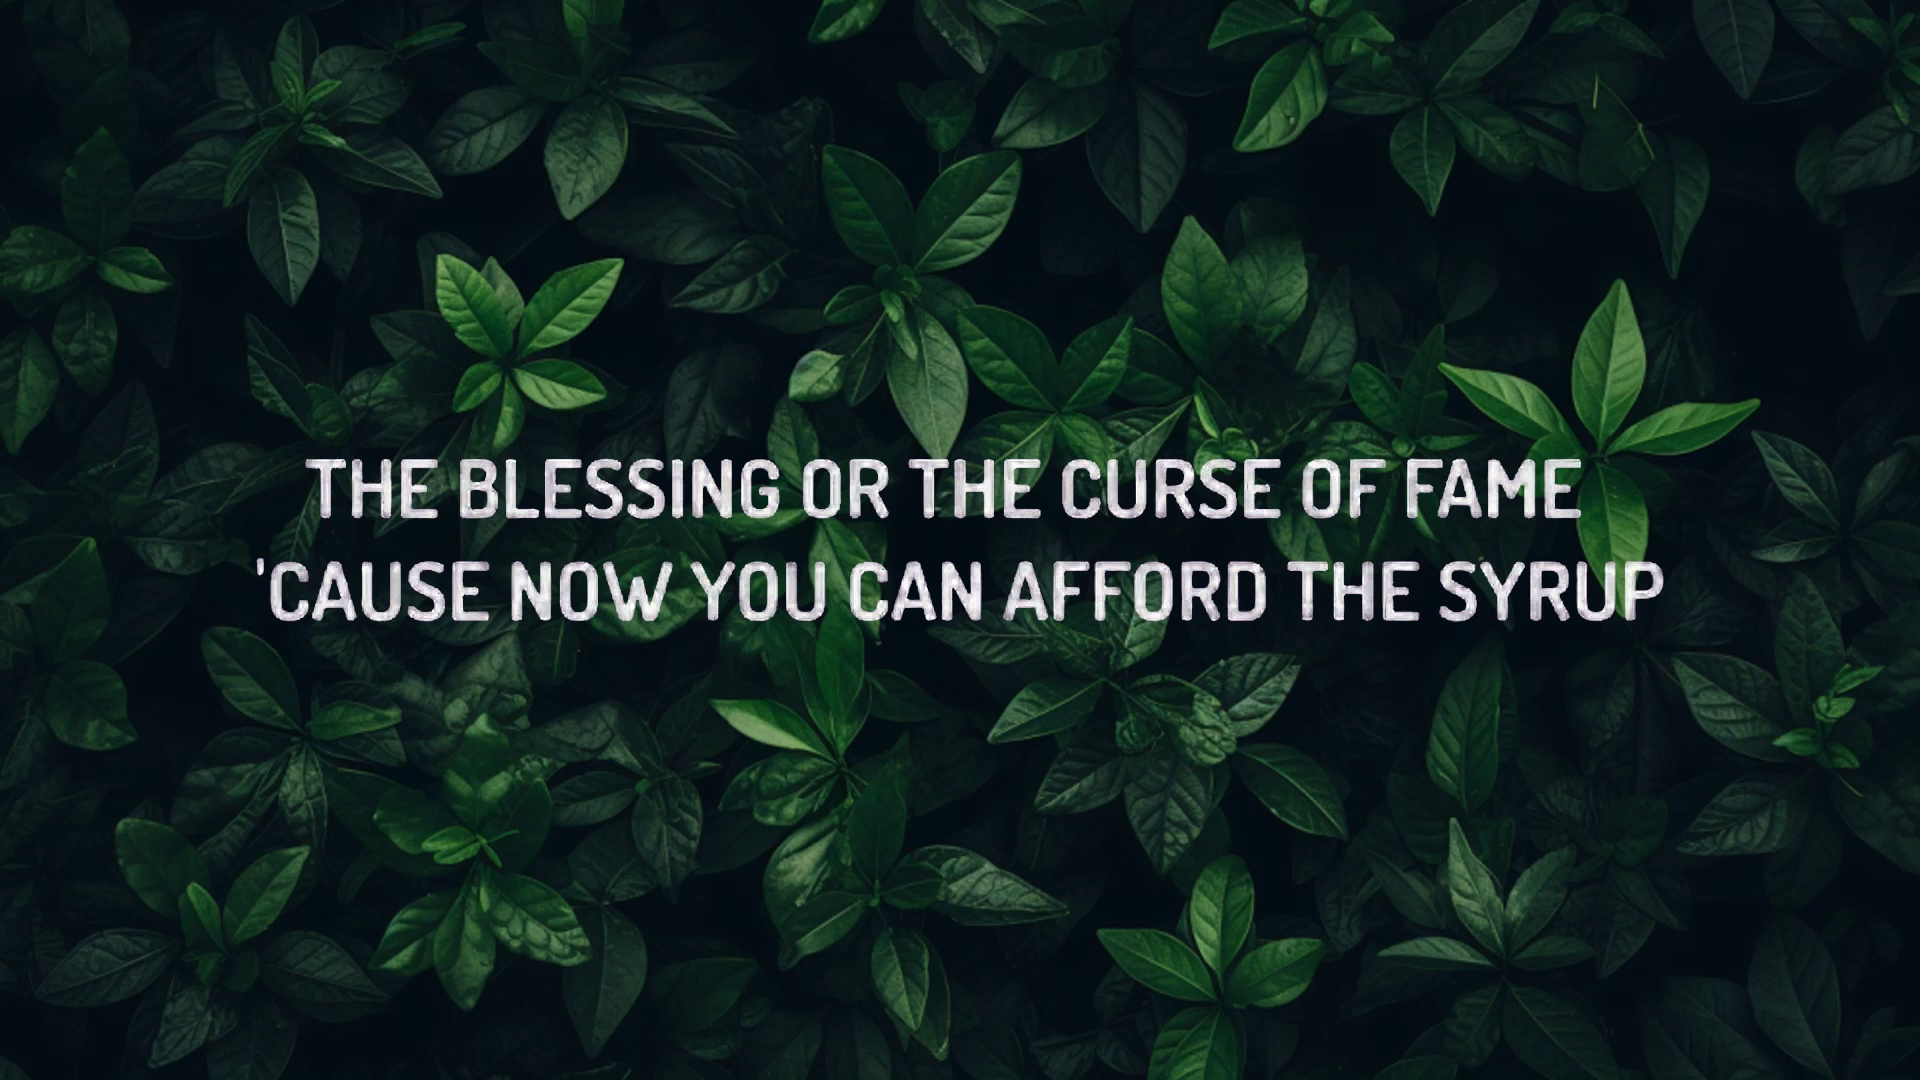 THE BLESSING OR THE CURSE OF FAME
'CAUSE NOW YOU CAN AFFORD THE SYRUP